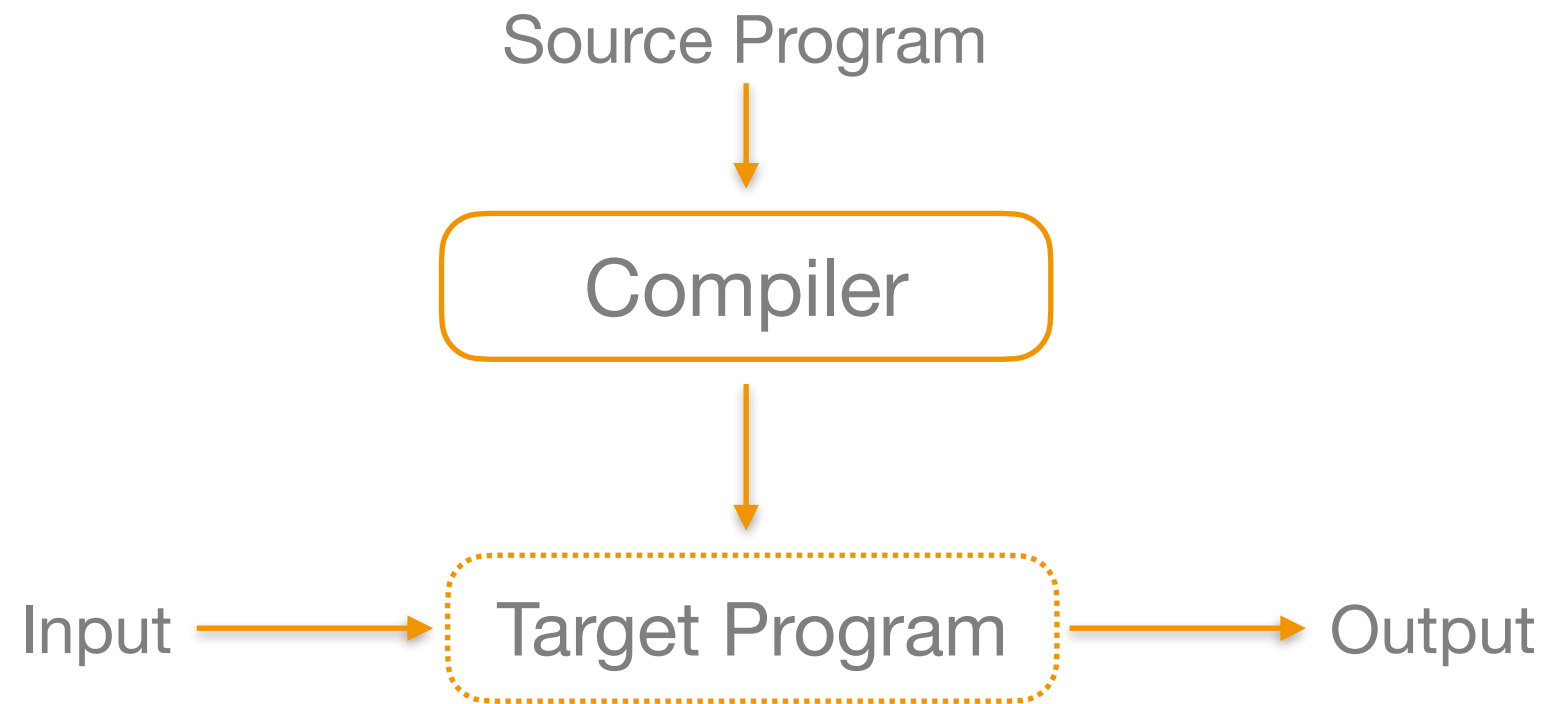 Source Program
Compiler
Input
Target Program
Output